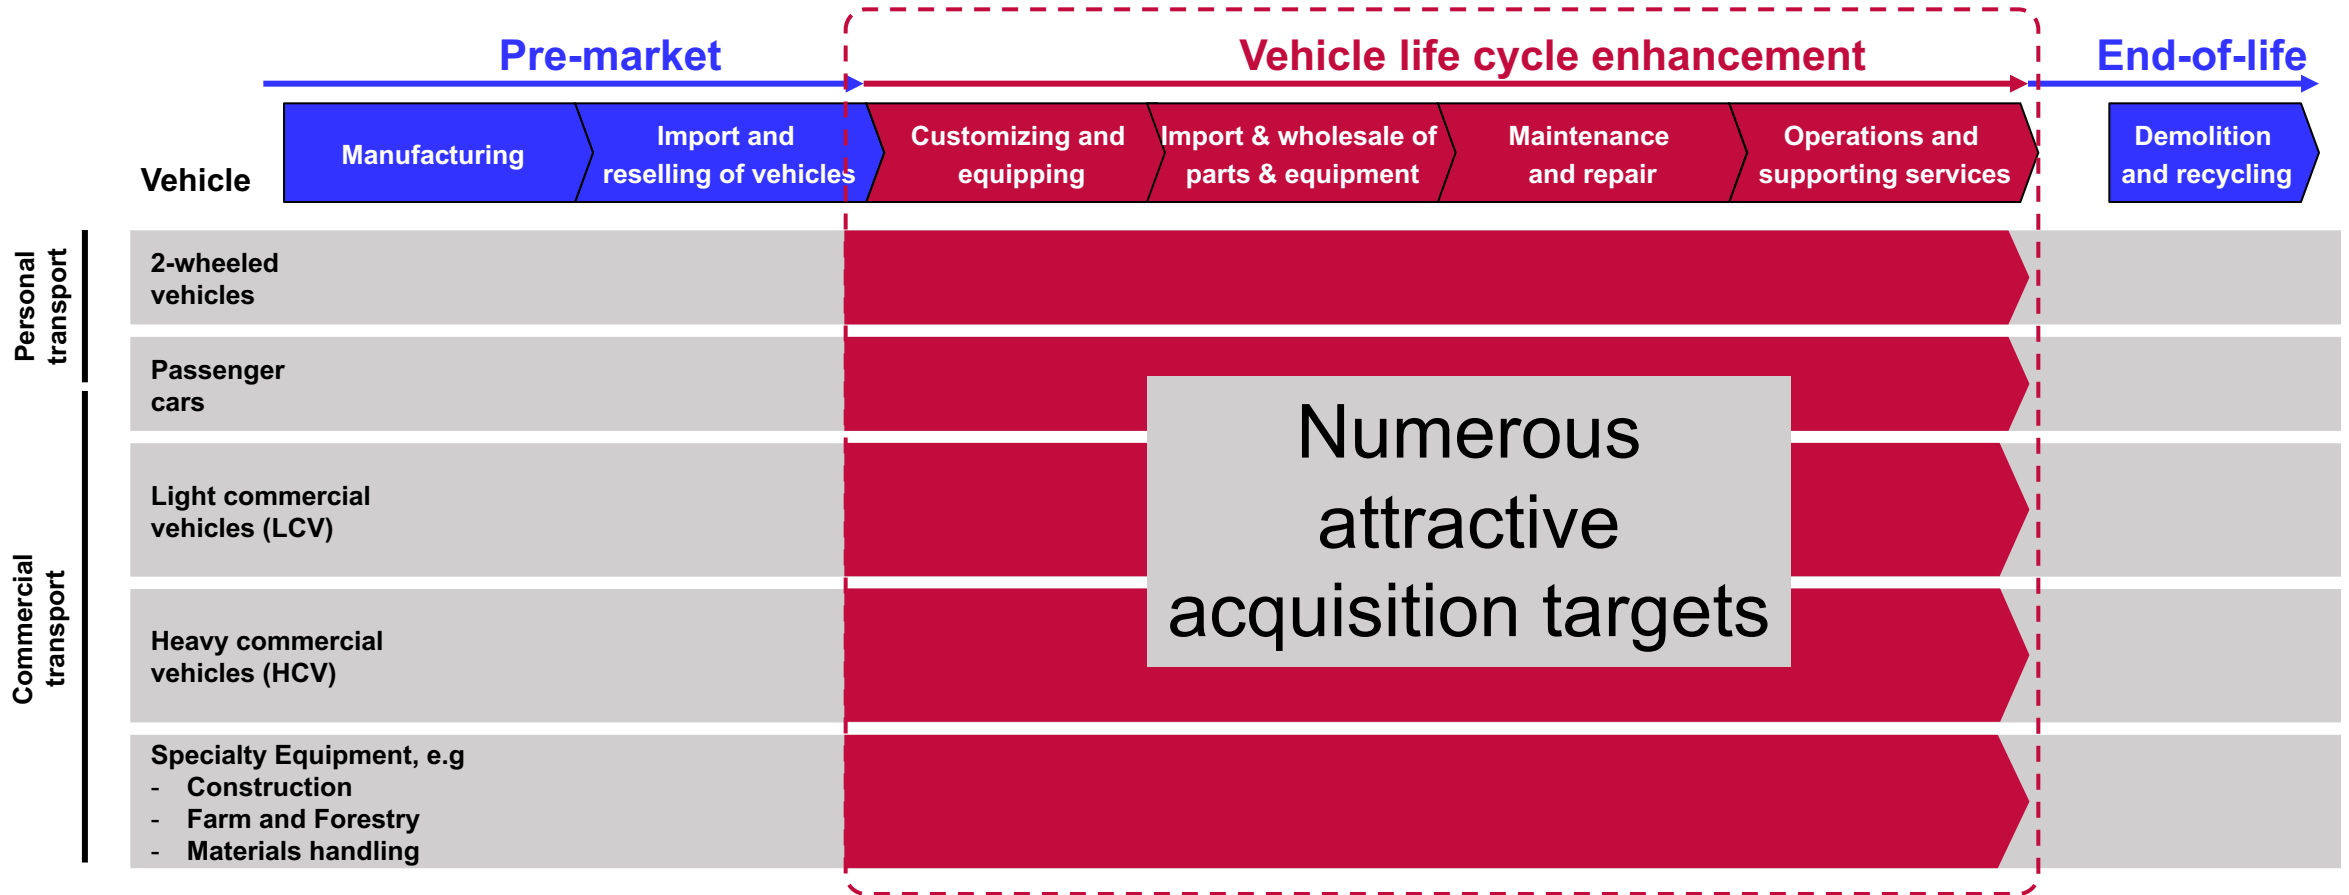 Pre-market
Vehicle life cycle enhancement
End-of-life
Vehicle
Manufacturing
Import and
reselling of vehicles
Customizing and
equipping
Import & wholesale of
parts & equipment
Maintenance
and repair
Operations and
supporting services
Demolition
and recycling
Personal
transport
2-wheeled
vehicles
Passenger
cars
Commercial
transport
Light commercial
vehicles (LCV)
Heavy commercial
vehicles (HCV)
Specialty Equipment, e.g
- Construction
- Farm and Forestry
- Materials handling
Numerous
attractive
acquisition targets